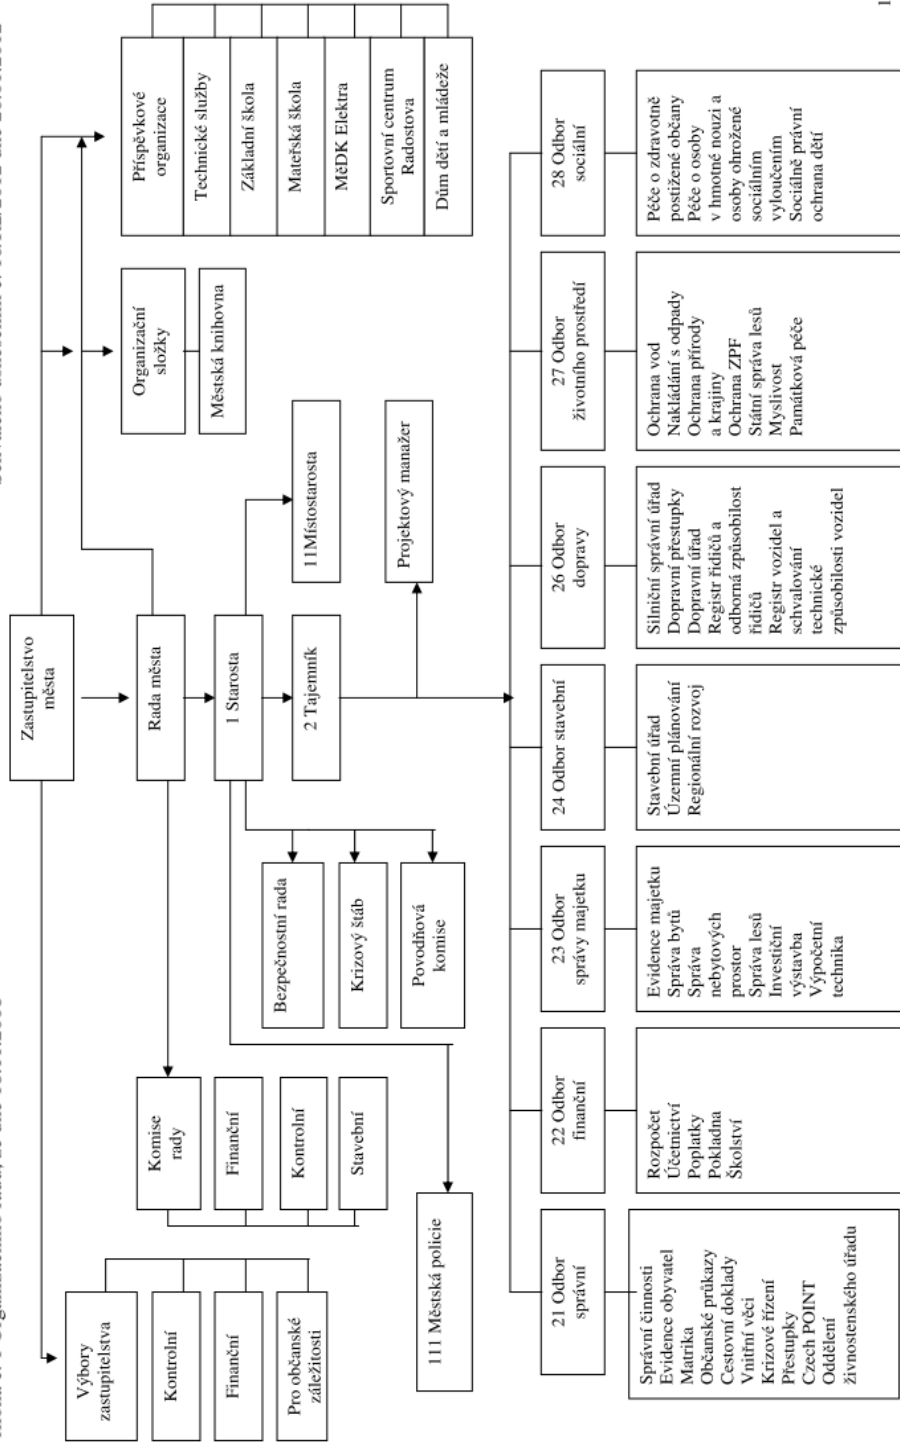 Zastupitelstvo
města
Rada města
1 Starosta
2 Tajemník
11Místostarosta
Projektový manažer
Příspěvkové
organizace
Technické služby
Základní škola
Mateřská škola
MěDK Elektra
Sportovní centrum
Radostova
Dům dětí a mládeže
Organizační
složky
Městská knihovna
Výbory
zastupitelstva
Kontrolní
Finanční
Pro občanské
záležitosti
Komise
rady
Finanční
Kontrolní
Stavební
Bezpečnostní rada
Krizový štáb
Povodňová
komise
111 Městská policie
21 Odbor
správní
Správní činnosti
Evidence obyvatel
Matrika
Občanské průkazy
Cestovní doklady
Vnitřní věci
Krizové řízení
Přestupky
Czech POINT
Oddělení
živnostenského úřadu
22 Odbor
finanční
Rozpočet
Účetnictví
Poplatky
Pokladna
Školství
23 Odbor
správy majetku
Evidence majetku
Správa bytů
Správa
nebytových
prostor
Správa lesů
Investiční
výstavba
Výpočetní
technika
24 Odbor stavební
Stavební úřad
Územní plánování
Regionální rozvoj
26 Odbor
dopravy
Silniční správní úřad
Dopravní přestupky
Dopravní úřad
Registr řidičů a
odborná způsobilost
řidičů
Registr vozidel a
schvalování
technické
způsobilosti vozidel
27 Odbor
životního prostředí
Ochrana vod
Nakládání s odpady
Ochrana přírody
a krajiny
Ochrana ZPF
Státní správa lesů
Myslivost
Památková péče
28 Odbor
sociální
Péče o zdravotně
postižené občany
Péče o osoby
v hmotné nouzi a
osoby ohrožené
sociálním
vyloučením
Sociálně právní
ochrana dětí
1